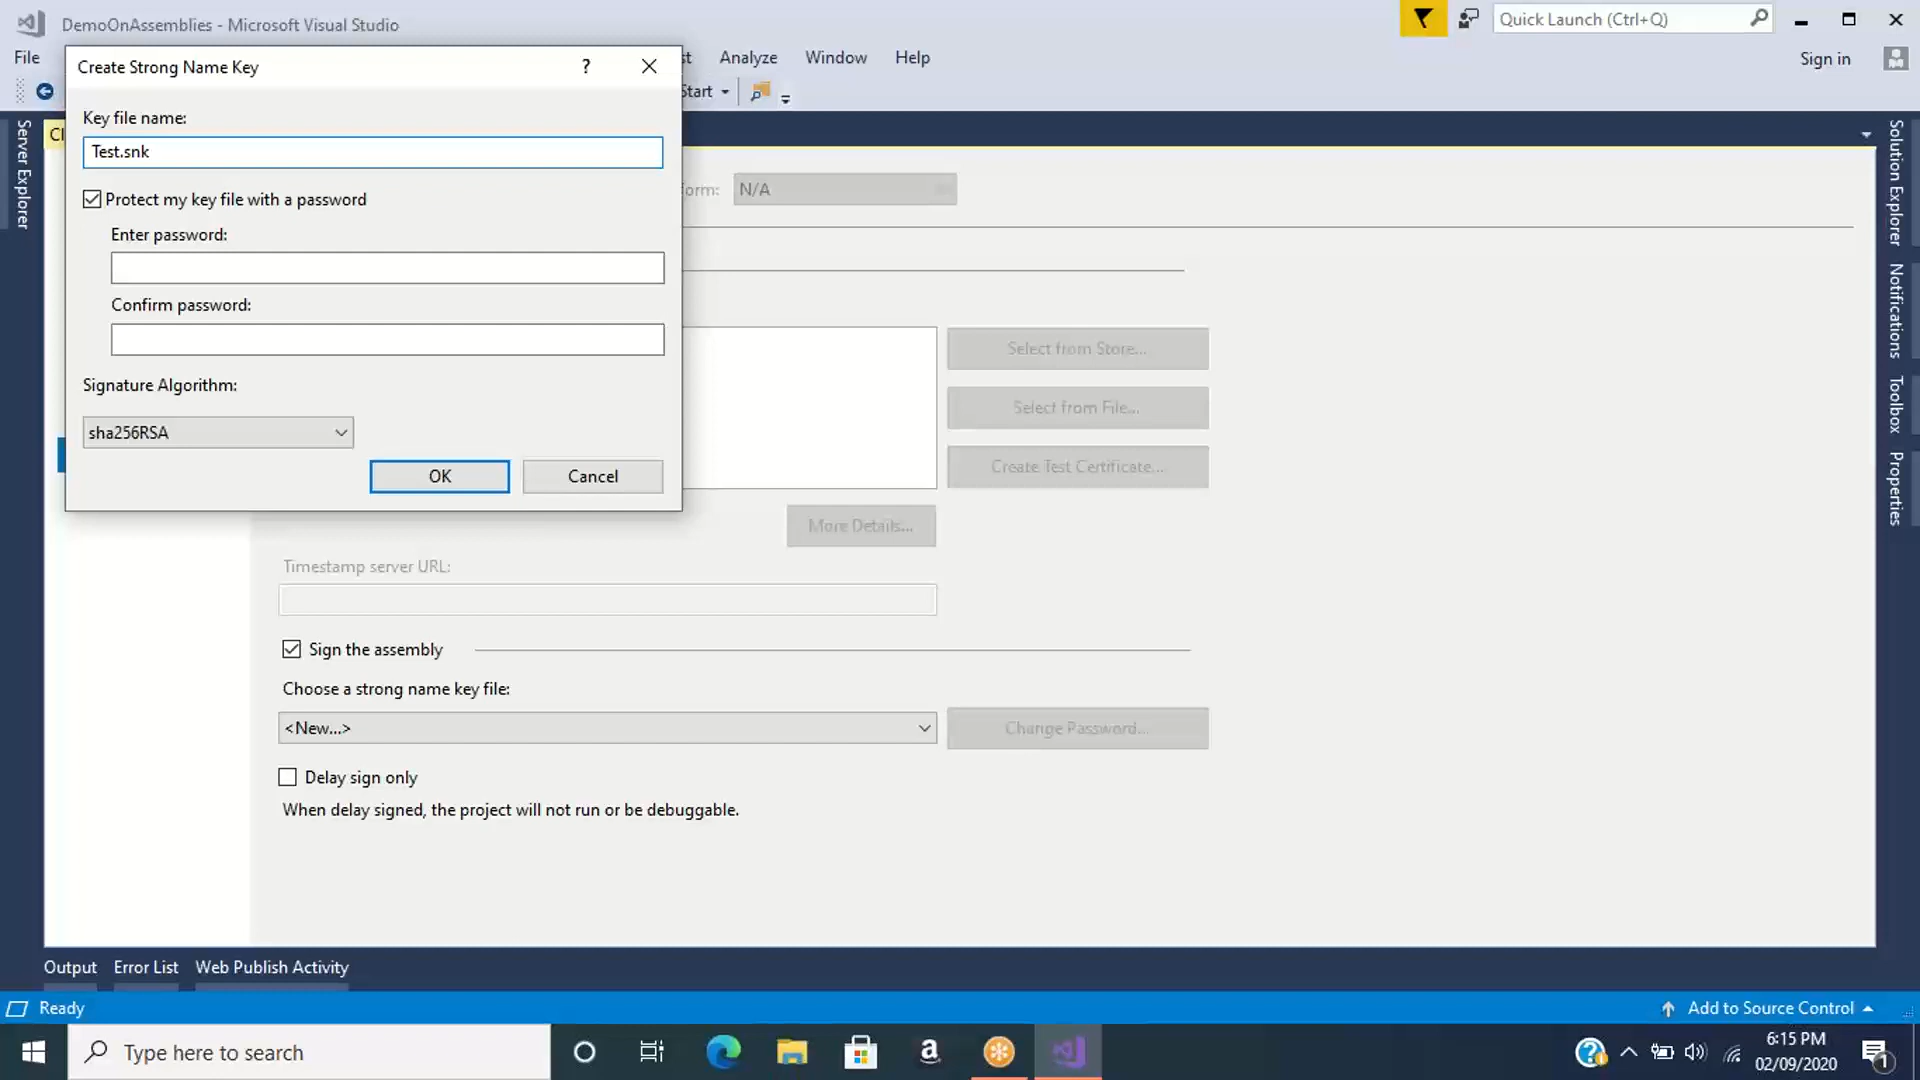 DemoOnAssemblies - Microsoft Visual Studio
Quick Launch (Ctrl+Q)
File
Analyze
Window
Help
Sign in
Start
Create Strong Name Key
?
Key file name:
Test.snk
Protect my key file with a password
Enter password:
Confirm password:
Signature Algorithm:
sha256RSA
OK
Cancel
Server Explorer
N/A
Select from Store...
Select from File...
Create Test Certificate...
More Details...
Timestamp server URL:
Sign the assembly
Choose a strong name key file:
<New...>
Change Password...
Delay sign only
When delay signed, the project will not run or be debuggable.
Solution Explorer
Notifications
Toolbox
Properties
Output
Error List
Web Publish Activity
Ready
Add to Source Control
Type here to search
6:15 PM
02/09/2020
1